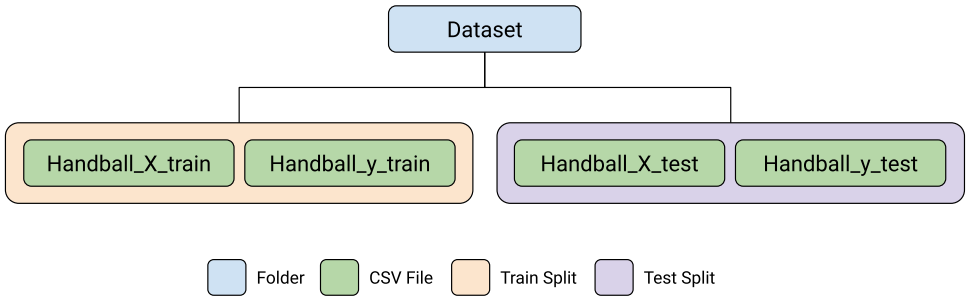 Dataset
Handball_X_train
Handball_y_train
Handball_X_test
Handball_y_test
Folder
CSV File
Train Split
Test Split